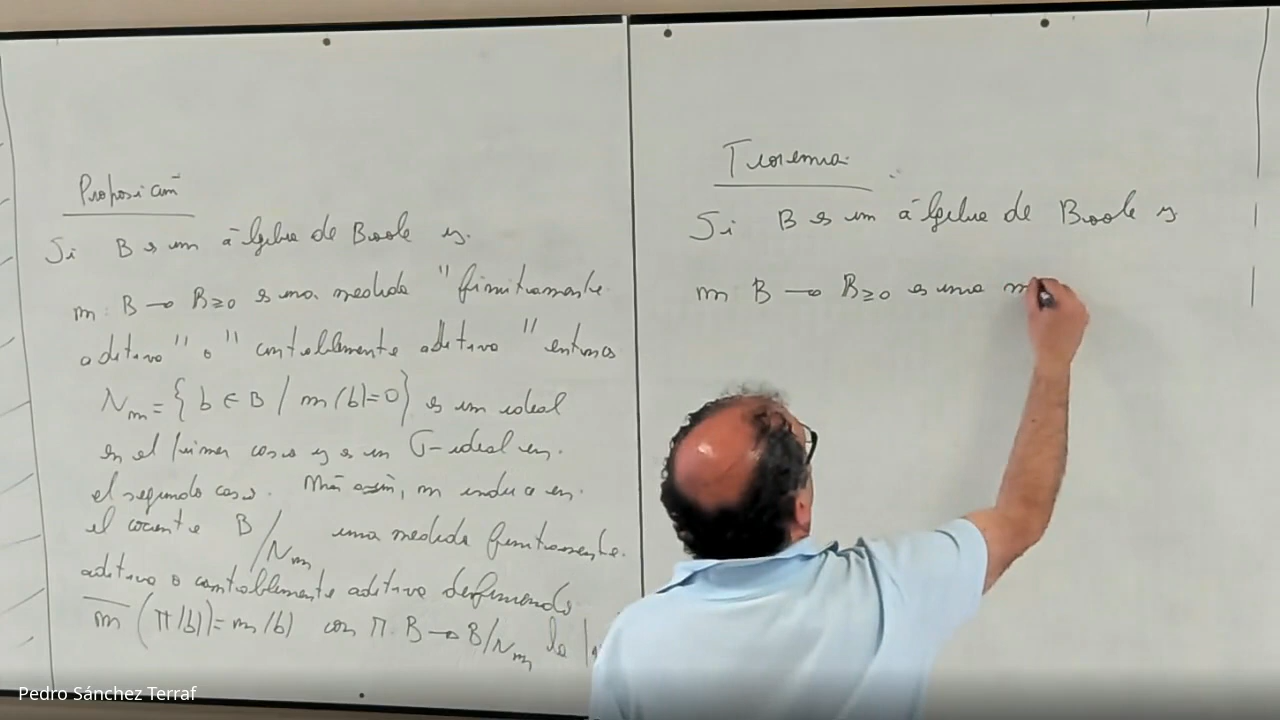 Proposición
Si B es un álgebra de Boole y
m: B → R≥0 es una medida "finitamente
aditiva" o "contablemente aditiva" entonces
N_m = { b ∈ B / m(b)=0 } es un ideal
en el primer caso y es un σ-ideal en
el segundo caso. Más aún, m induce en
el cociente B/N_m una medida finitamente
aditiva o contablemente aditiva definiendo
m̅(π(b)) = m(b) con π: B → B/N_m la
Teorema
Si B es un álgebra de Boole y
m B → R≥0 es una m
Pedro Sánchez Terraf